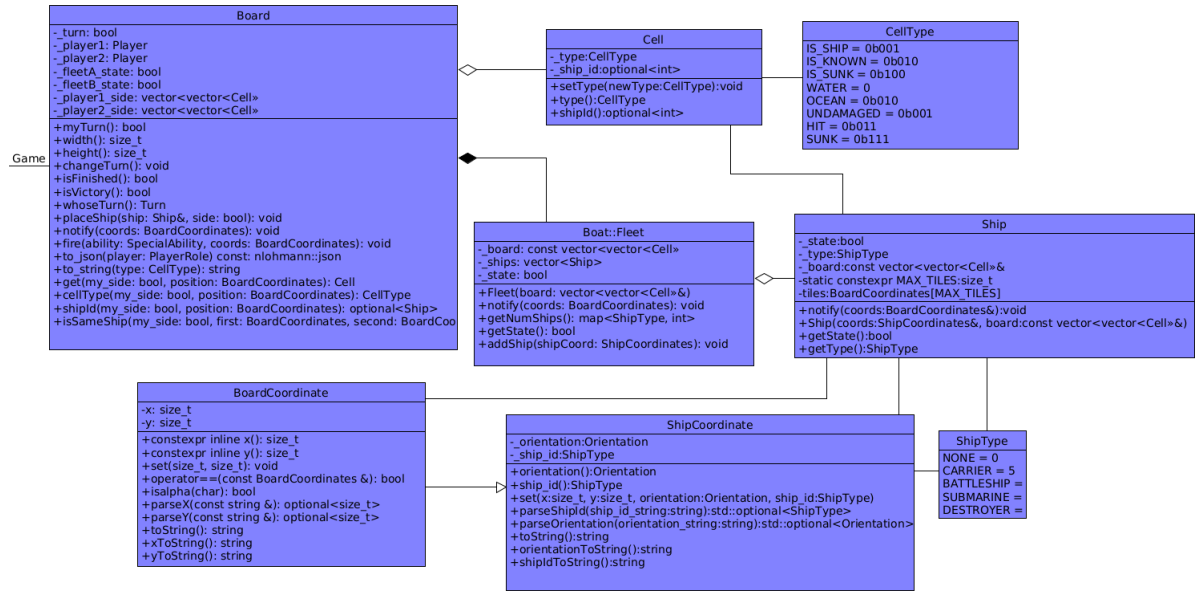 Game
Board
-_turn: bool
-_player1: Player
-_player2: Player
-_fleetA_state: bool
-_fleetB_state: bool
-_player1_side: vector<vector<Cell»
-_player2_side: vector<vector<Cell»
+myTurn(): bool
+width(): size_t
+height(): size_t
+changeTurn(): void
+isFinished(): bool
+isVictory(): bool
+whoseTurn(): Turn
+placeShip(ship: Ship&, side: bool): void
+notify(coords: BoardCoordinates): void
+fire(ability: SpecialAbility, coords: BoardCoordinates): void
+to_json(player: PlayerRole) const: nlohmann::json
+to_string(type: CellType): string
+get(my_side: bool, position: BoardCoordinates): Cell
+cellType(my_side: bool, position: BoardCoordinates): CellType
+shipId(my_side: bool, position: BoardCoordinates): optional<Ship>
+isSameShip(my_side: bool, first: BoardCoordinates, second: BoardCoo
Cell
-_type:CellType
-_ship_id:optional<int>
+setType(newType:CellType):void
+type():CellType
+shipId():optional<int>
CellType
IS_SHIP = 0b001
IS_KNOWN = 0b010
IS_SUNK = 0b100
WATER = 0
OCEAN = 0b010
UNDAMAGED = 0b001
HIT = 0b011
SUNK = 0b111
Boat::Fleet
-_board: const vector<vector<Cell»
-_ships: vector<Ship>
-_state: bool
+Fleet(board: vector<vector<Cell»&)
+notify(coords: BoardCoordinates): void
+getNumShips(): map<ShipType, int>
+getState(): bool
+addShip(shipCoord: ShipCoordinates): void
Ship
-_state:bool
-_type:ShipType
-_board:const vector<vector<Cell»&
-static constexpr MAX_TILES:size_t
-tiles:BoardCoordinates[MAX_TILES]
+notify(coords:BoardCoordinates&):void
+Ship(coords:ShipCoordinates&, board:const vector<vector<Cell»&)
+getState():bool
+getType():ShipType
BoardCoordinate
-x: size_t
-y: size_t
+constexpr inline x(): size_t
+constexpr inline y(): size_t
+set(size_t, size_t): void
+operator==(const BoardCoordinates &): bool
+isalpha(char): bool
+parseX(const string &): optional<size_t>
+parseY(const string &): optional<size_t>
+toString(): string
+xToString(): string
+yToString(): string
ShipCoordinate
-_orientation:Orientation
-_ship_id:ShipType
+orientation():Orientation
+ship_id():ShipType
+set(x:size_t, y:size_t, orientation:Orientation, ship_id:ShipType)
+parseShipId(ship_id_string:string):std::optional<ShipType>
+parseOrientation(orientation_string:string):std::optional<Orientation>
+toString():string
+orientationToString():string
+shipIdToString():string
ShipType
NONE = 0
CARRIER = 5
BATTLESHIP =
SUBMARINE =
DESTROYER =